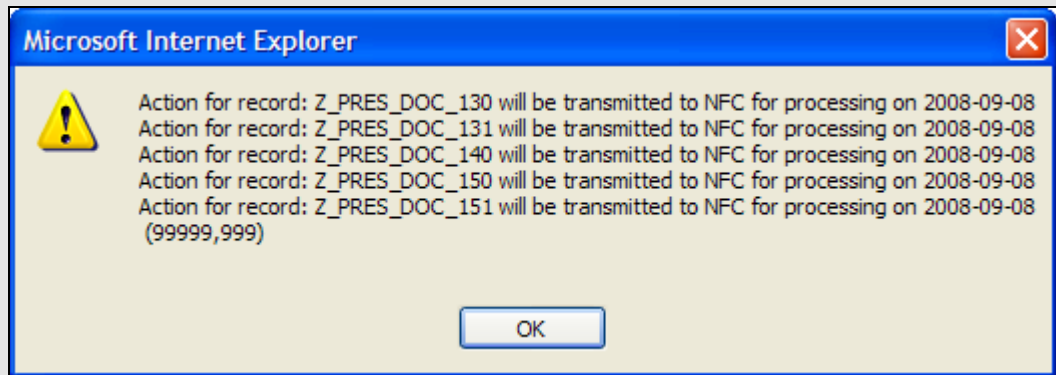 Microsoft Internet Explorer
Action for record: Z_PRES_DOC_130 will be transmitted to NFC for processing on 2008-09-08
Action for record: Z_PRES_DOC_131 will be transmitted to NFC for processing on 2008-09-08
Action for record: Z_PRES_DOC_140 will be transmitted to NFC for processing on 2008-09-08
Action for record: Z_PRES_DOC_150 will be transmitted to NFC for processing on 2008-09-08
Action for record: Z_PRES_DOC_151 will be transmitted to NFC for processing on 2008-09-08
(99999,999)
OK